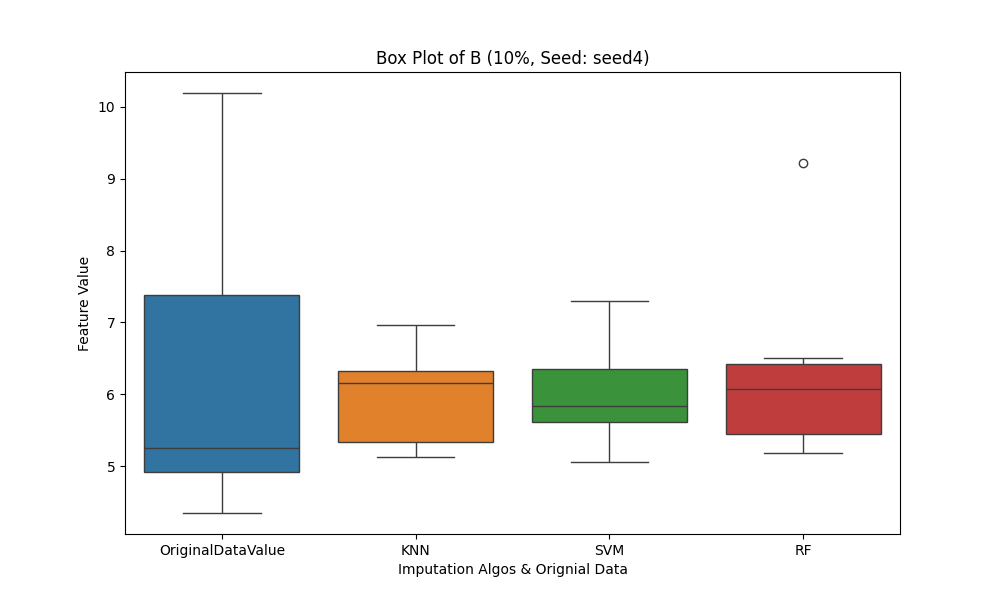 Box Plot of B (10%, Seed: seed4)
10
9
8
7
6
5
Feature Value
OriginalDataValue KNN SVM RF
Imputation Algos & Orignial Data